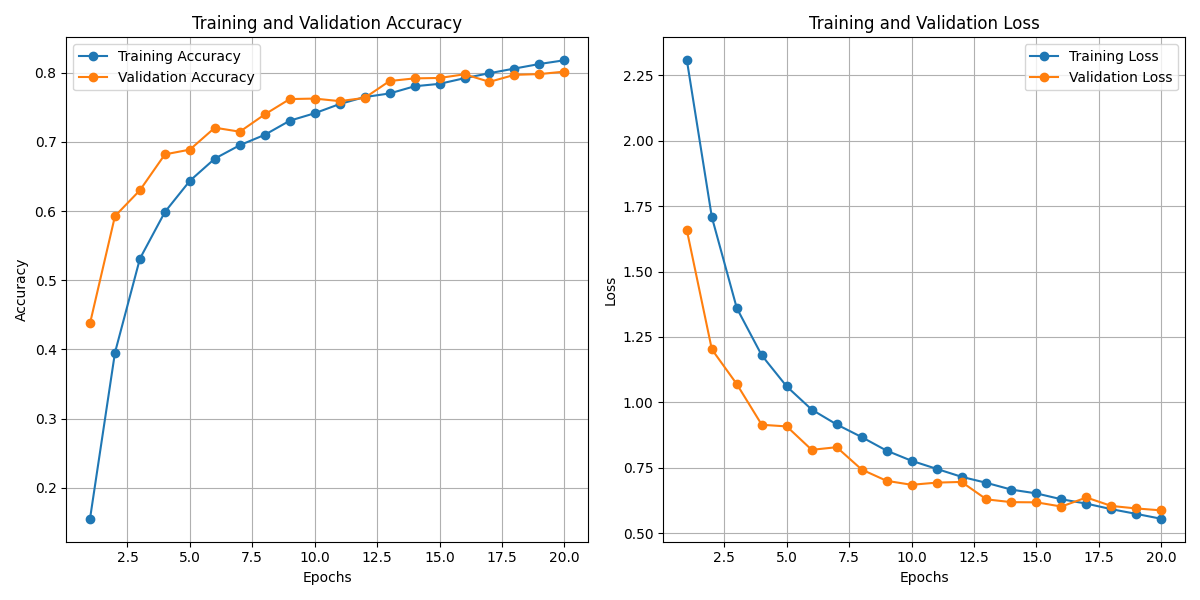 Training and Validation Accuracy
Training Accuracy
Validation Accuracy
0.8
0.7
0.6
0.5
0.4
0.3
0.2
Accuracy
2.5 5.0 7.5 10.0 12.5 15.0 17.5 20.0
Epochs
Training and Validation Loss
Training Loss
Validation Loss
2.25
2.00
1.75
1.50
1.25
1.00
0.75
0.50
Loss
2.5 5.0 7.5 10.0 12.5 15.0 17.5 20.0
Epochs